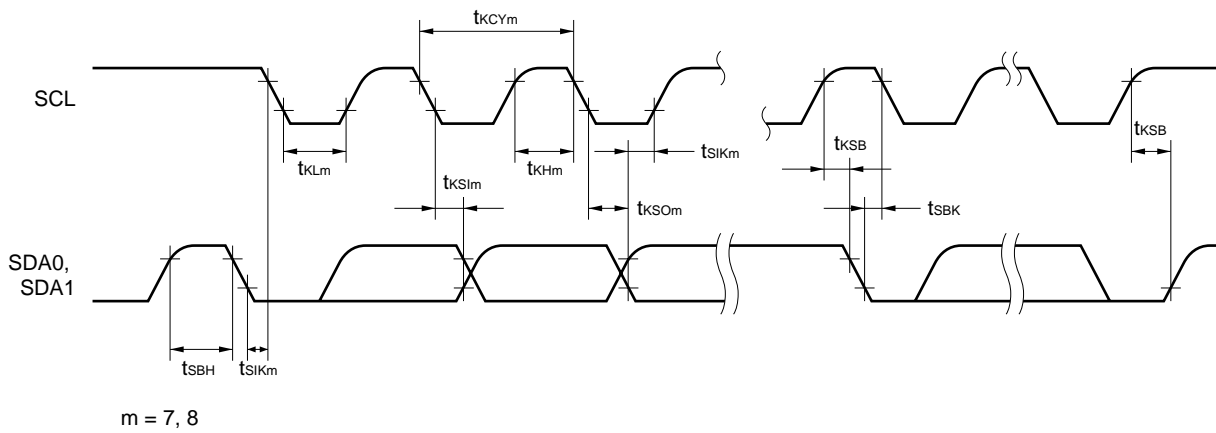 tKCYm
SCL
tKLm
tKHm
tSIKm
tKSB
tKSB
tKSIm
tKSOm
tSBK
SDA0,
SDA1
tSBH
tSIKm
m = 7, 8